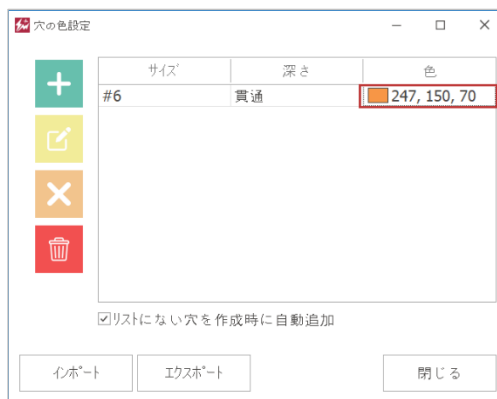 穴の色設定
サイズ 深さ 色
#6 貫通 247, 150, 70
リストにない穴を作成時に自動追加
インポート エクスポート 閉じる